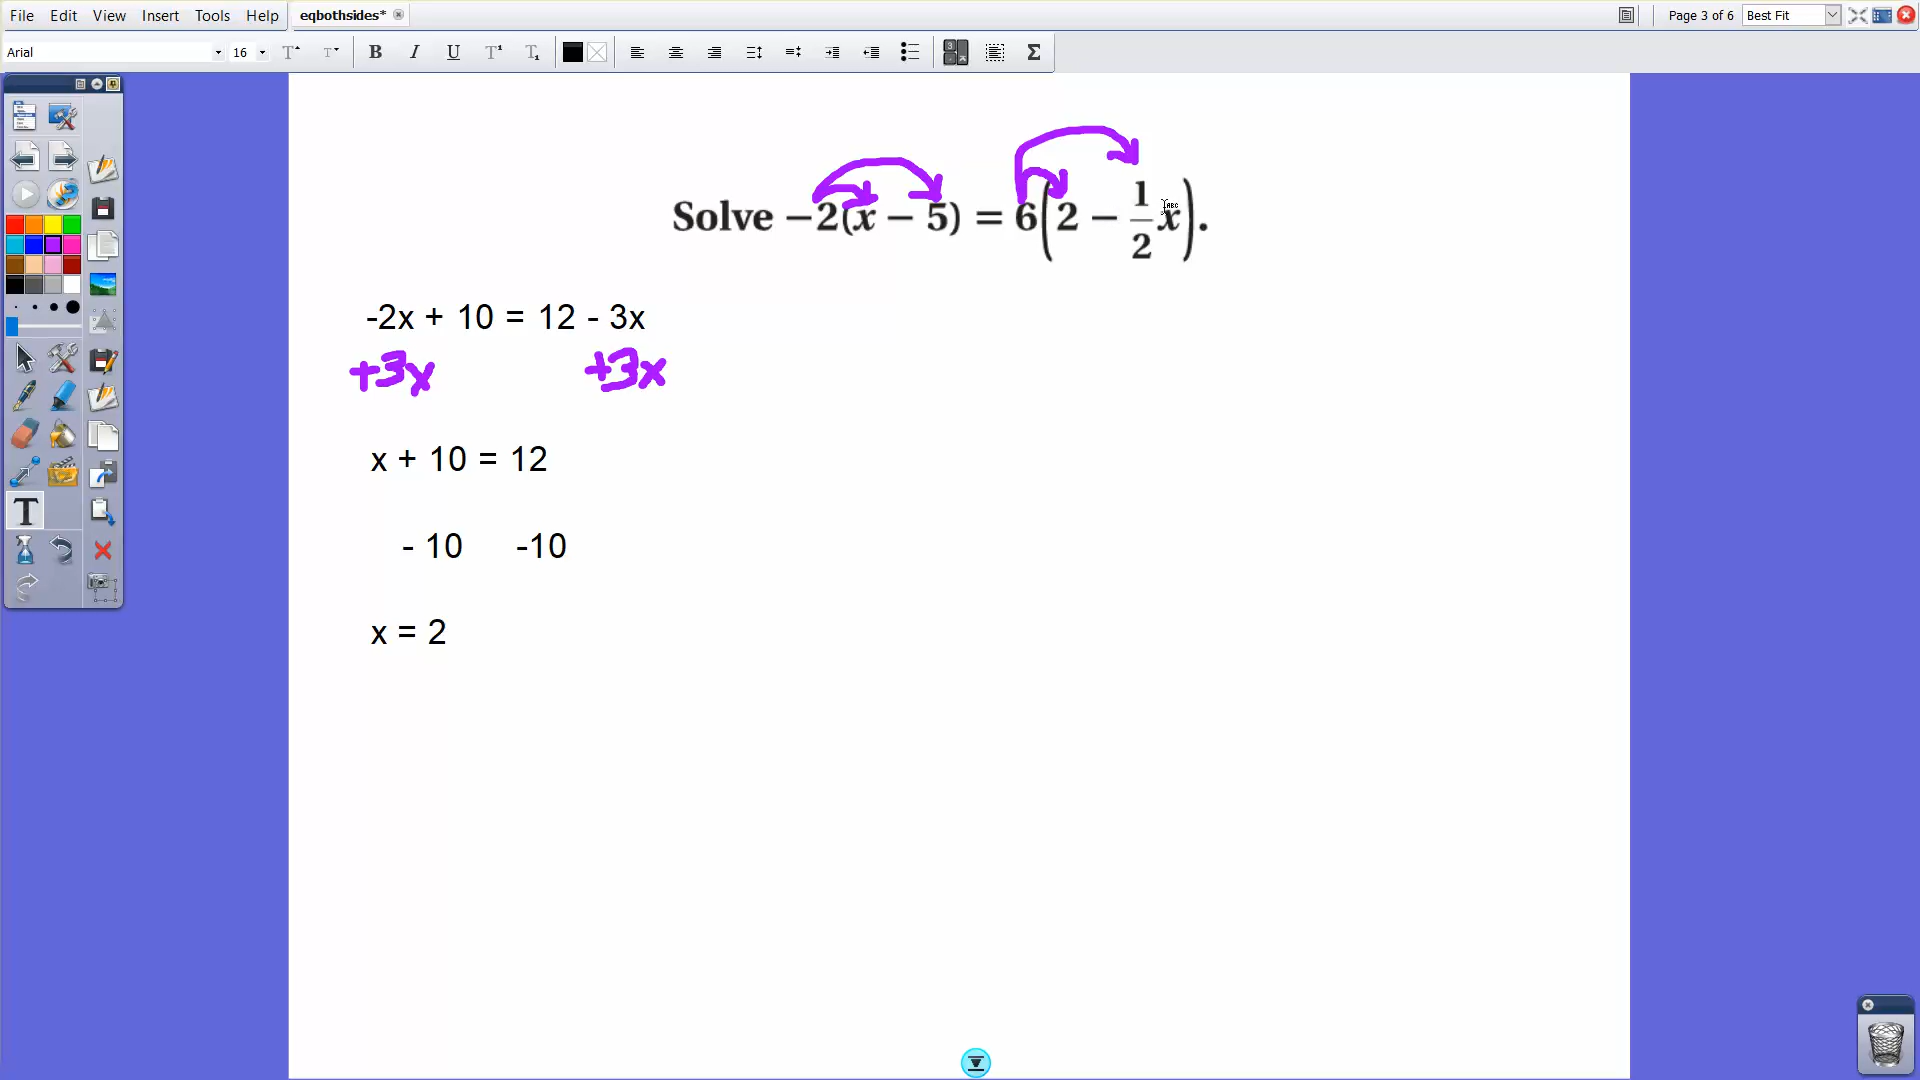 File Edit View Insert Tools Help eqbothsides* Page 3 of 6 Best Fit
Arial 16 B I U T T Σ
Solve −2(x − 5) = 6(2 − 1/2 x).
-2x + 10 = 12 - 3x
+3x +3x
x + 10 = 12
- 10 -10
x = 2
T